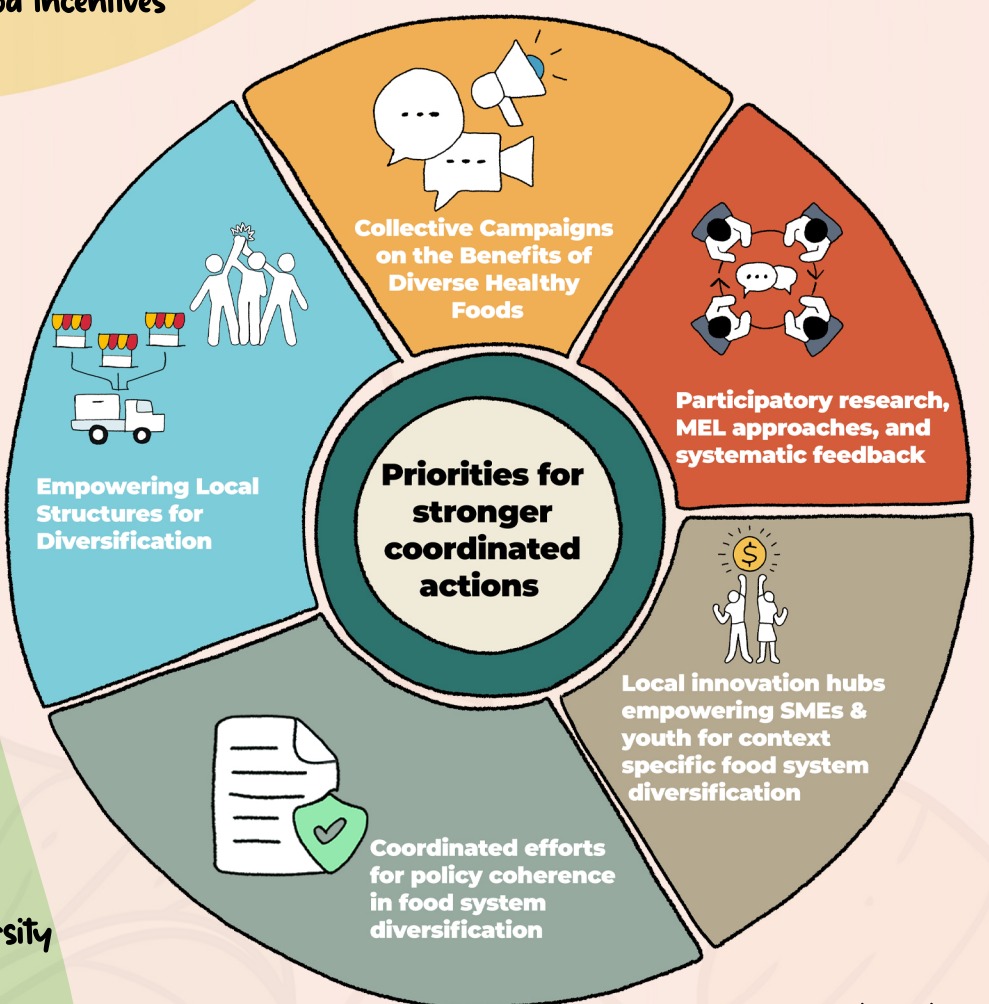 incentives
Collective Campaigns
on the Benefits of
Diverse Healthy
Foods
Participatory research,
MEL approaches, and
systematic feedback
Empowering Local
Structures for
Diversification
Priorities for
stronger
coordinated
actions
Local innovation hubs
empowering SMEs &
youth for context
specific food system
diversification
Coordinated efforts
for policy coherence
in food system
diversification
rsity
$